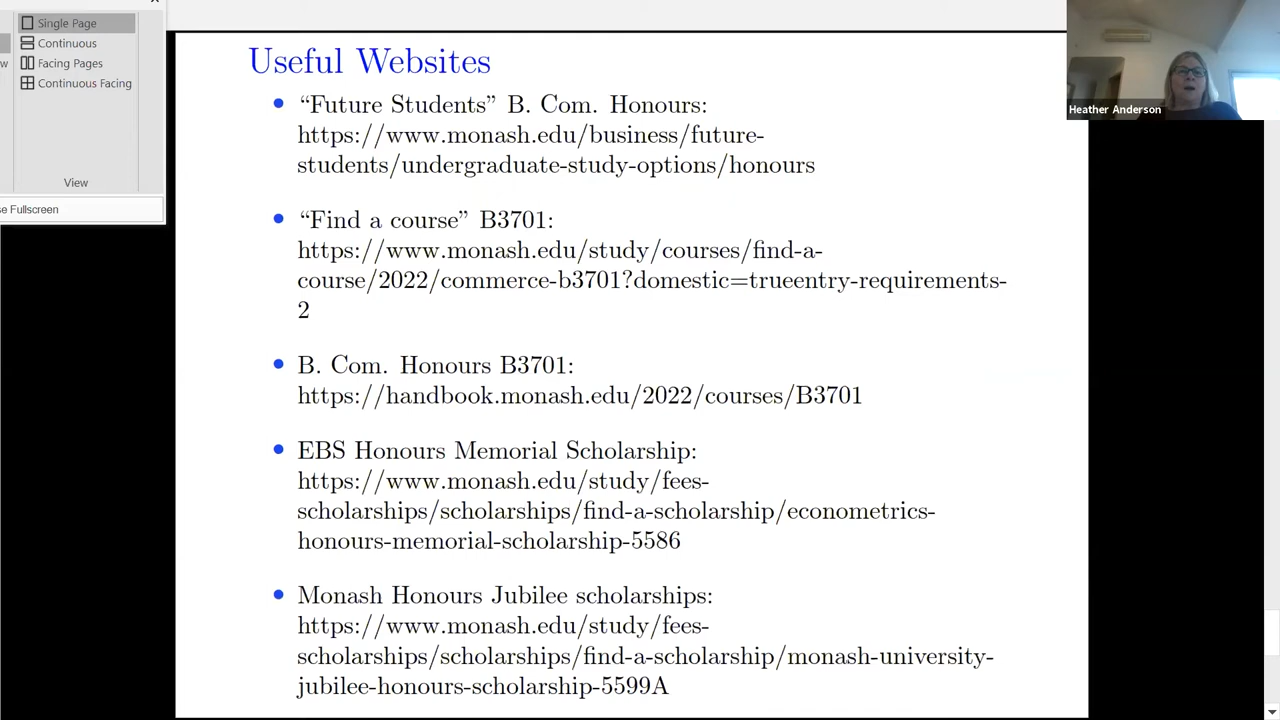 Single Page
Continuous
Facing Pages
Continuous Facing
View
se Fullscreen
Useful Websites
• “Future Students” B. Com. Honours:
https://www.monash.edu/business/future-
students/undergraduate-study-options/honours
• “Find a course” B3701:
https://www.monash.edu/study/courses/find-a-
course/2022/commerce-b3701?domestic=trueentry-requirements-
2
• B. Com. Honours B3701:
https://handbook.monash.edu/2022/courses/B3701
• EBS Honours Memorial Scholarship:
https://www.monash.edu/study/fees-
scholarships/scholarships/find-a-scholarship/econometrics-
honours-memorial-scholarship-5586
• Monash Honours Jubilee scholarships:
https://www.monash.edu/study/fees-
scholarships/scholarships/find-a-scholarship/monash-university-
jubilee-honours-scholarship-5599A
Heather Anderson